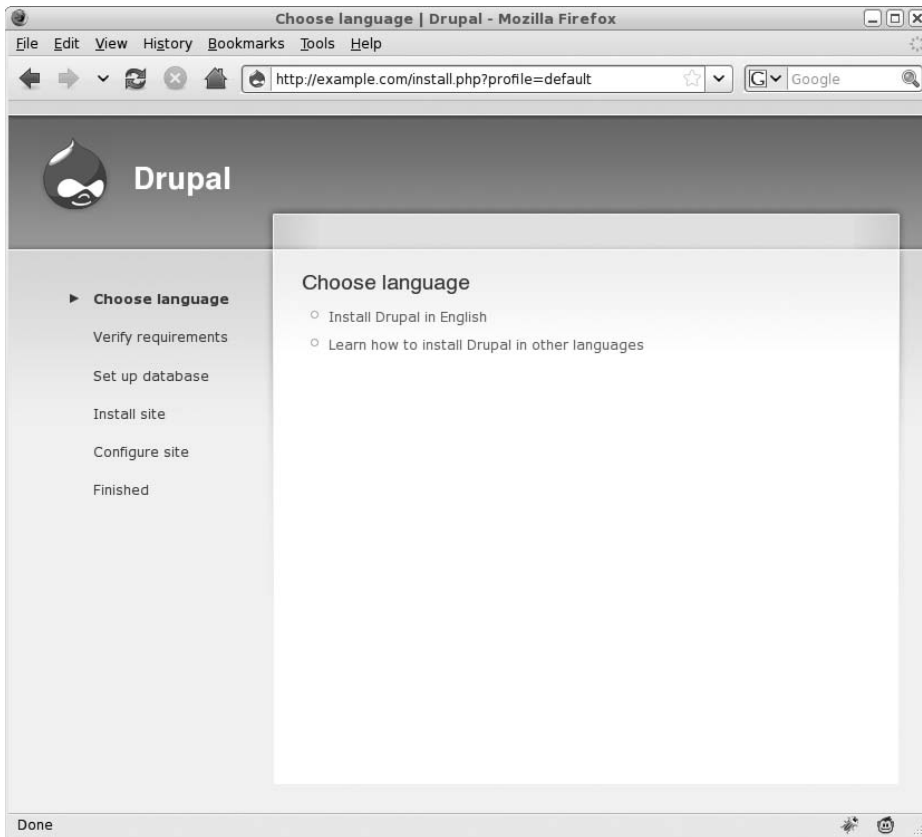 Choose language | Drupal - Mozilla Firefox
File Edit View History Bookmarks Tools Help
http://example.com/install.php?profile=default
G Google
Drupal
Choose language
Verify requirements
Set up database
Install site
Configure site
Finished
Choose language
Install Drupal in English
Learn how to install Drupal in other languages
Done